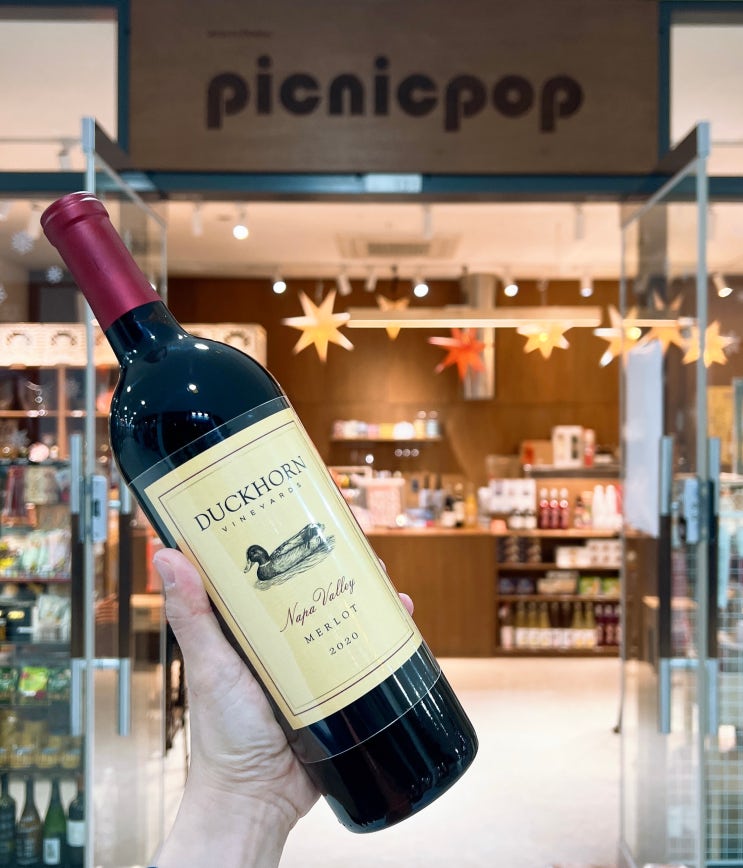 picnicpop
DUCKHORN
VINEYARDS
Napa Valley
MERLOT
2020